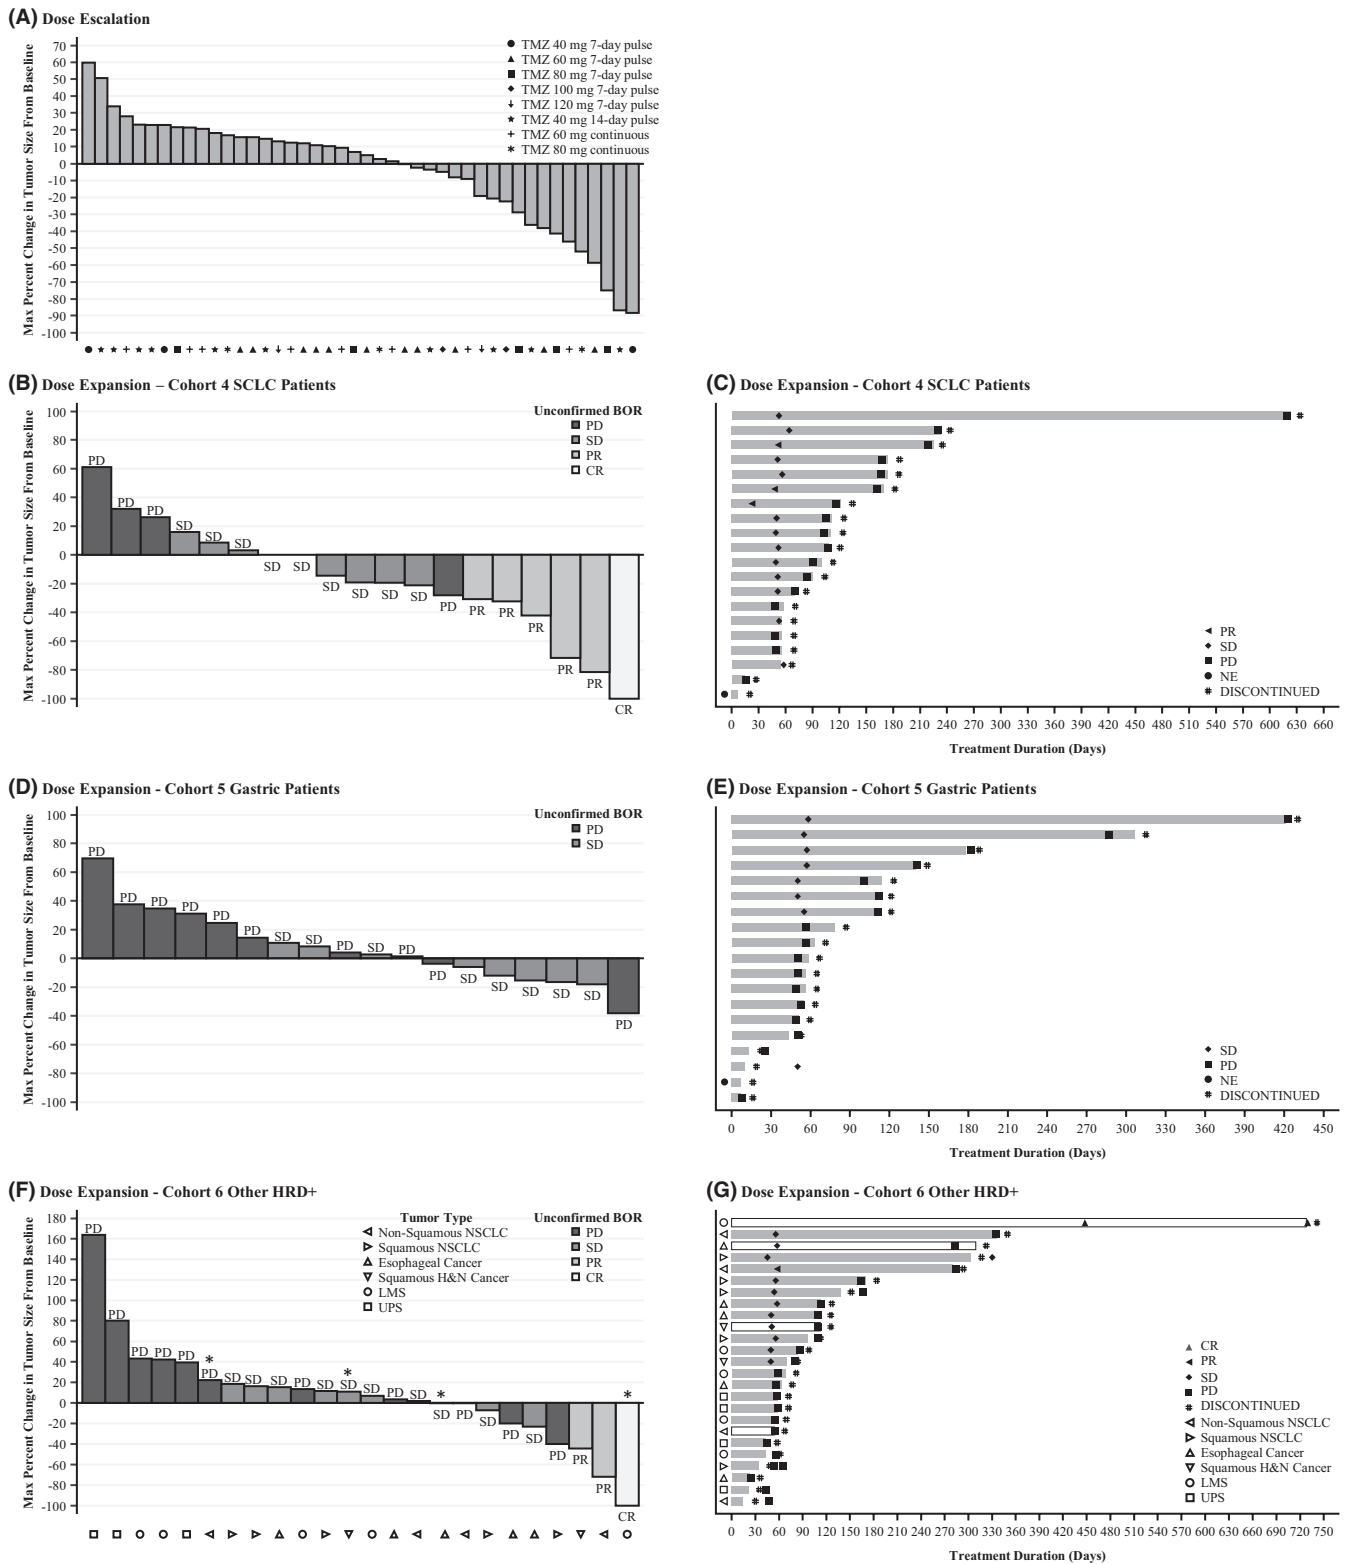 (A) Dose Escalation
Max Percent Change in Tumor Size From Baseline
70
60
50
40
30
20
10
0
-10
-20
-30
-40
-50
-60
-70
-80
-90
-100
TMZ 40 mg 7-day pulse
TMZ 60 mg 7-day pulse
TMZ 80 mg 7-day pulse
TMZ 100 mg 7-day pulse
TMZ 120 mg 7-day pulse
TMZ 40 mg 14-day pulse
TMZ 60 mg continuous
TMZ 80 mg continuous
(B) Dose Expansion – Cohort 4 SCLC Patients
Max Percent Change in Tumor Size From Baseline
100
80
60
40
20
0
-20
-40
-60
-80
-100
Unconfirmed BOR
PD
SD
PR
CR
PD
PD
PD
SD
SD
SD
SD
SD
SD
SD
SD
SD
PD
PR
PR
PR
PR
PR
CR
(C) Dose Expansion - Cohort 4 SCLC Patients
PR
SD
PD
NE
DISCONTINUED
0 30 60 90 120 150 180 210 240 270 300 330 360 390 420 450 480 510 540 570 600 630 660
Treatment Duration (Days)
(D) Dose Expansion - Cohort 5 Gastric Patients
Max Percent Change in Tumor Size From Baseline
100
80
60
40
20
0
-20
-40
-60
-80
-100
Unconfirmed BOR
PD
SD
PD
PD
PD
PD
PD
PD
SD
SD
PD
SD
PD
PD
SD
SD
SD
SD
SD
PD
(E) Dose Expansion - Cohort 5 Gastric Patients
SD
PD
NE
DISCONTINUED
0 30 60 90 120 150 180 210 240 270 300 330 360 390 420 450
Treatment Duration (Days)
(F) Dose Expansion - Cohort 6 Other HRD+
Max Percent Change in Tumor Size From Baseline
180
160
140
120
100
80
60
40
20
0
-20
-40
-60
-80
-100
Tumor Type
Non-Squamous NSCLC
Squamous NSCLC
Esophageal Cancer
Squamous H&N Cancer
LMS
UPS
Unconfirmed BOR
PD
SD
PR
CR
PD
PD
PD
PD
PD
*
PD
SD
SD
SD
PD
SD
*
SD
SD
PD
SD
*
SD
PD
SD
PD
SD
PD
PR
PR
*
CR
(G) Dose Expansion - Cohort 6 Other HRD+
CR
PR
SD
PD
DISCONTINUED
Non-Squamous NSCLC
Squamous NSCLC
Esophageal Cancer
Squamous H&N Cancer
LMS
UPS
0 30 60 90 120 150 180 210 240 270 300 330 360 390 420 450 480 510 540 570 600 630 660 690 720 750
Treatment Duration (Days)